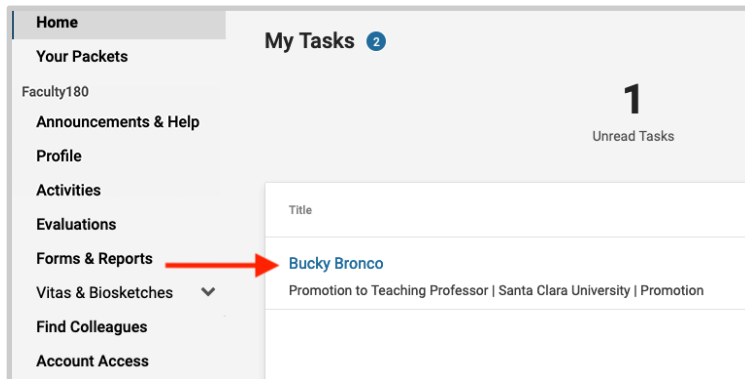 Home
Your Packets
Faculty180
Announcements & Help
Profile
Activities
Evaluations
Forms & Reports
Vitas & Biosketches
Find Colleagues
Account Access
My Tasks 2
1
Unread Tasks
Title
Bucky Bronco
Promotion to Teaching Professor | Santa Clara University | Promotion